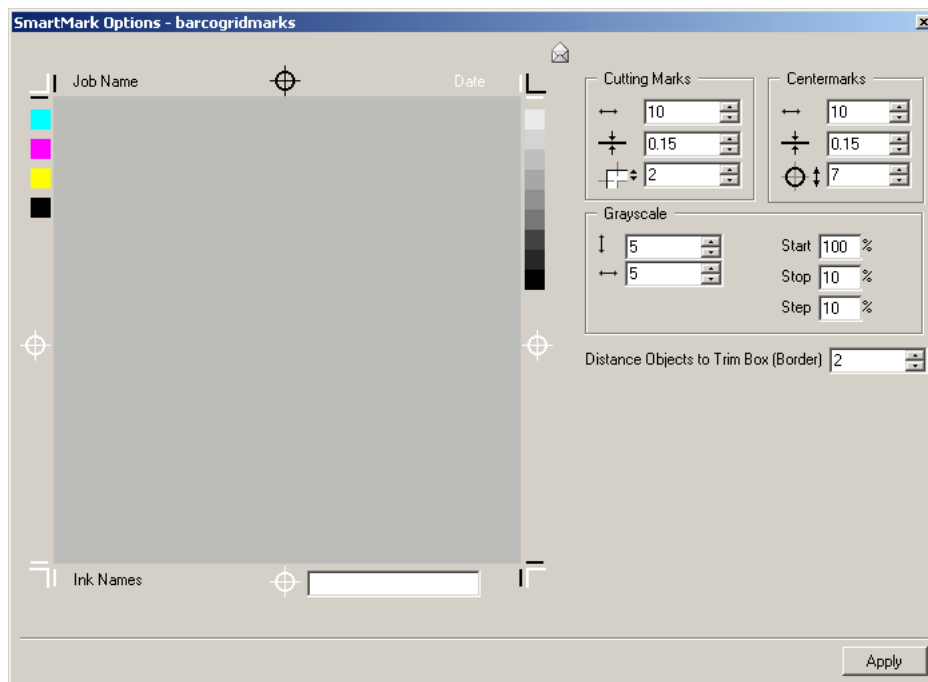 SmartMark Options - barcogridmarks
Job Name
Date
Cutting Marks
10
0.15
2
Centermarks
10
0.15
7
Grayscale
5
5
Start 100 %
Stop 10 %
Step 10 %
Distance Objects to Trim Box (Border) 2
Ink Names
Apply